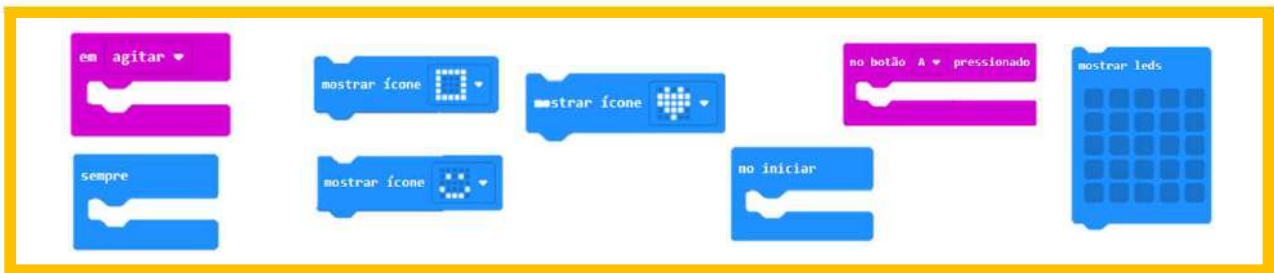 em agitar
mostrar ícone
mostrar ícone
no botão A pressionado
mostrar leds
sempre
mostrar ícone
no iniciar